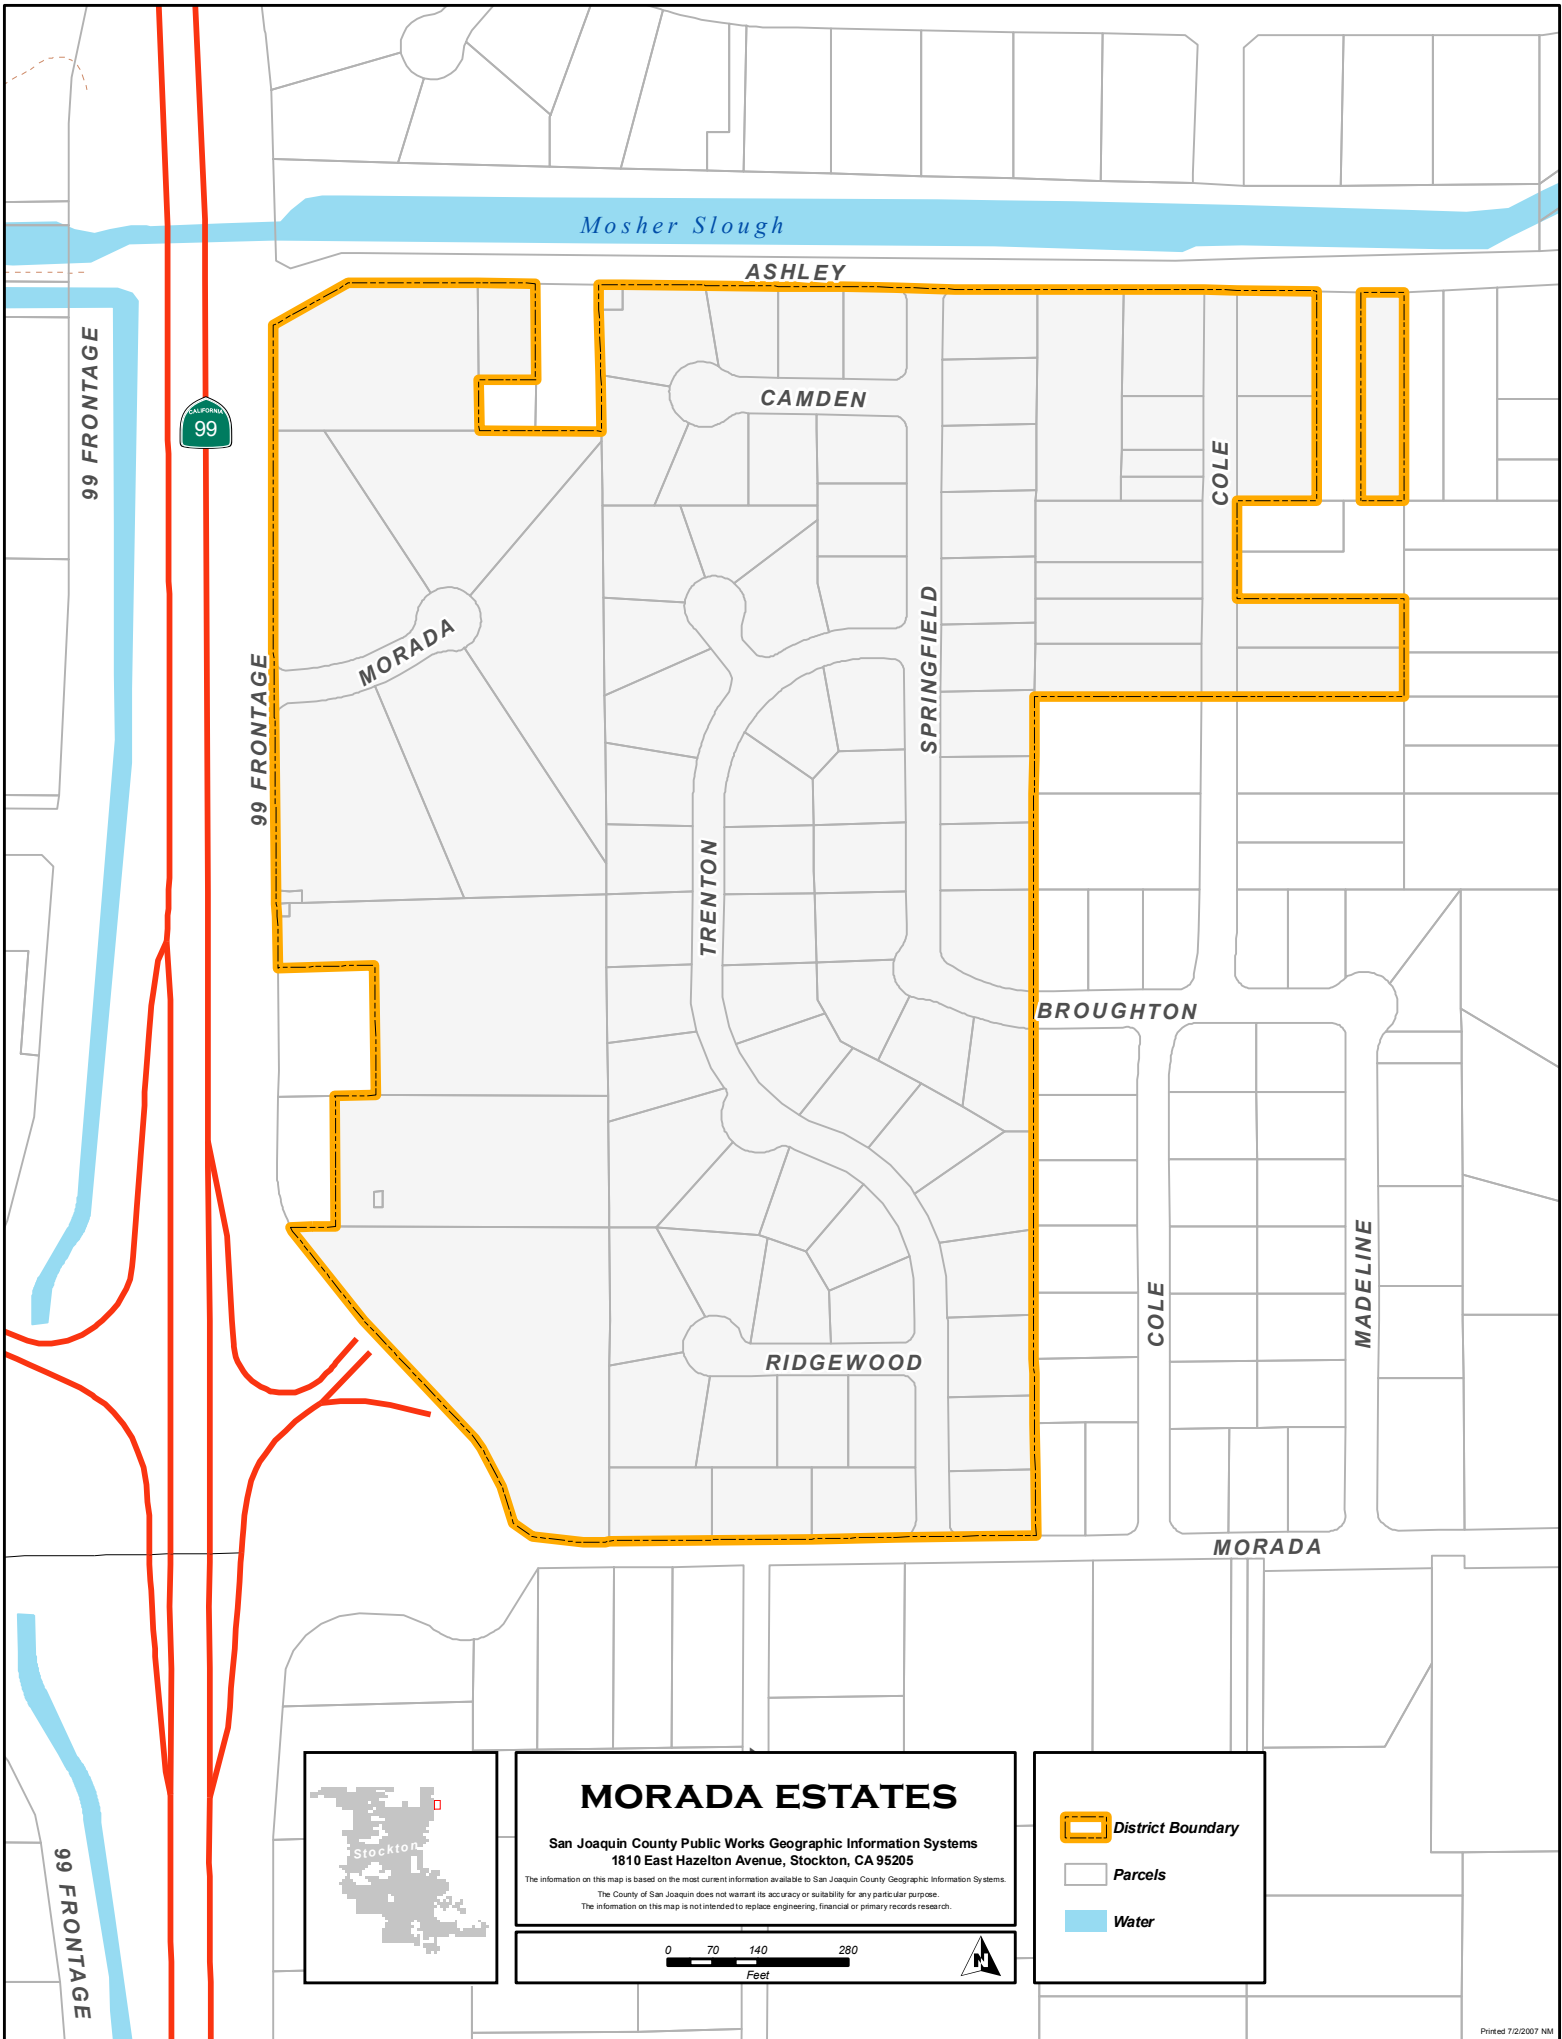 Mosher Slough
ASHLEY
99 FRONTAGE
CALIFORNIA
99
CAMDEN
COLE
MORADA
SPRINGFIELD
99 FRONTAGE
TRENTON
BROUGHTON
COLE
MADELINE
RIDGEWOOD
MORADA
99 FRONTAGE
Stockton
MORADA ESTATES
San Joaquin County Public Works Geographic Information Systems
1810 East Hazelton Avenue, Stockton, CA 95205
The information on this map is based on the most current information available to San Joaquin County Geographic Information Systems.
The County of San Joaquin does not warrant its accuracy or suitability for any particular purpose.
The information on this map is not intended to replace engineering, financial or primary records research.
0 70 140 280
Feet
N
District Boundary
Parcels
Water
Printed 7/2/2007 NM